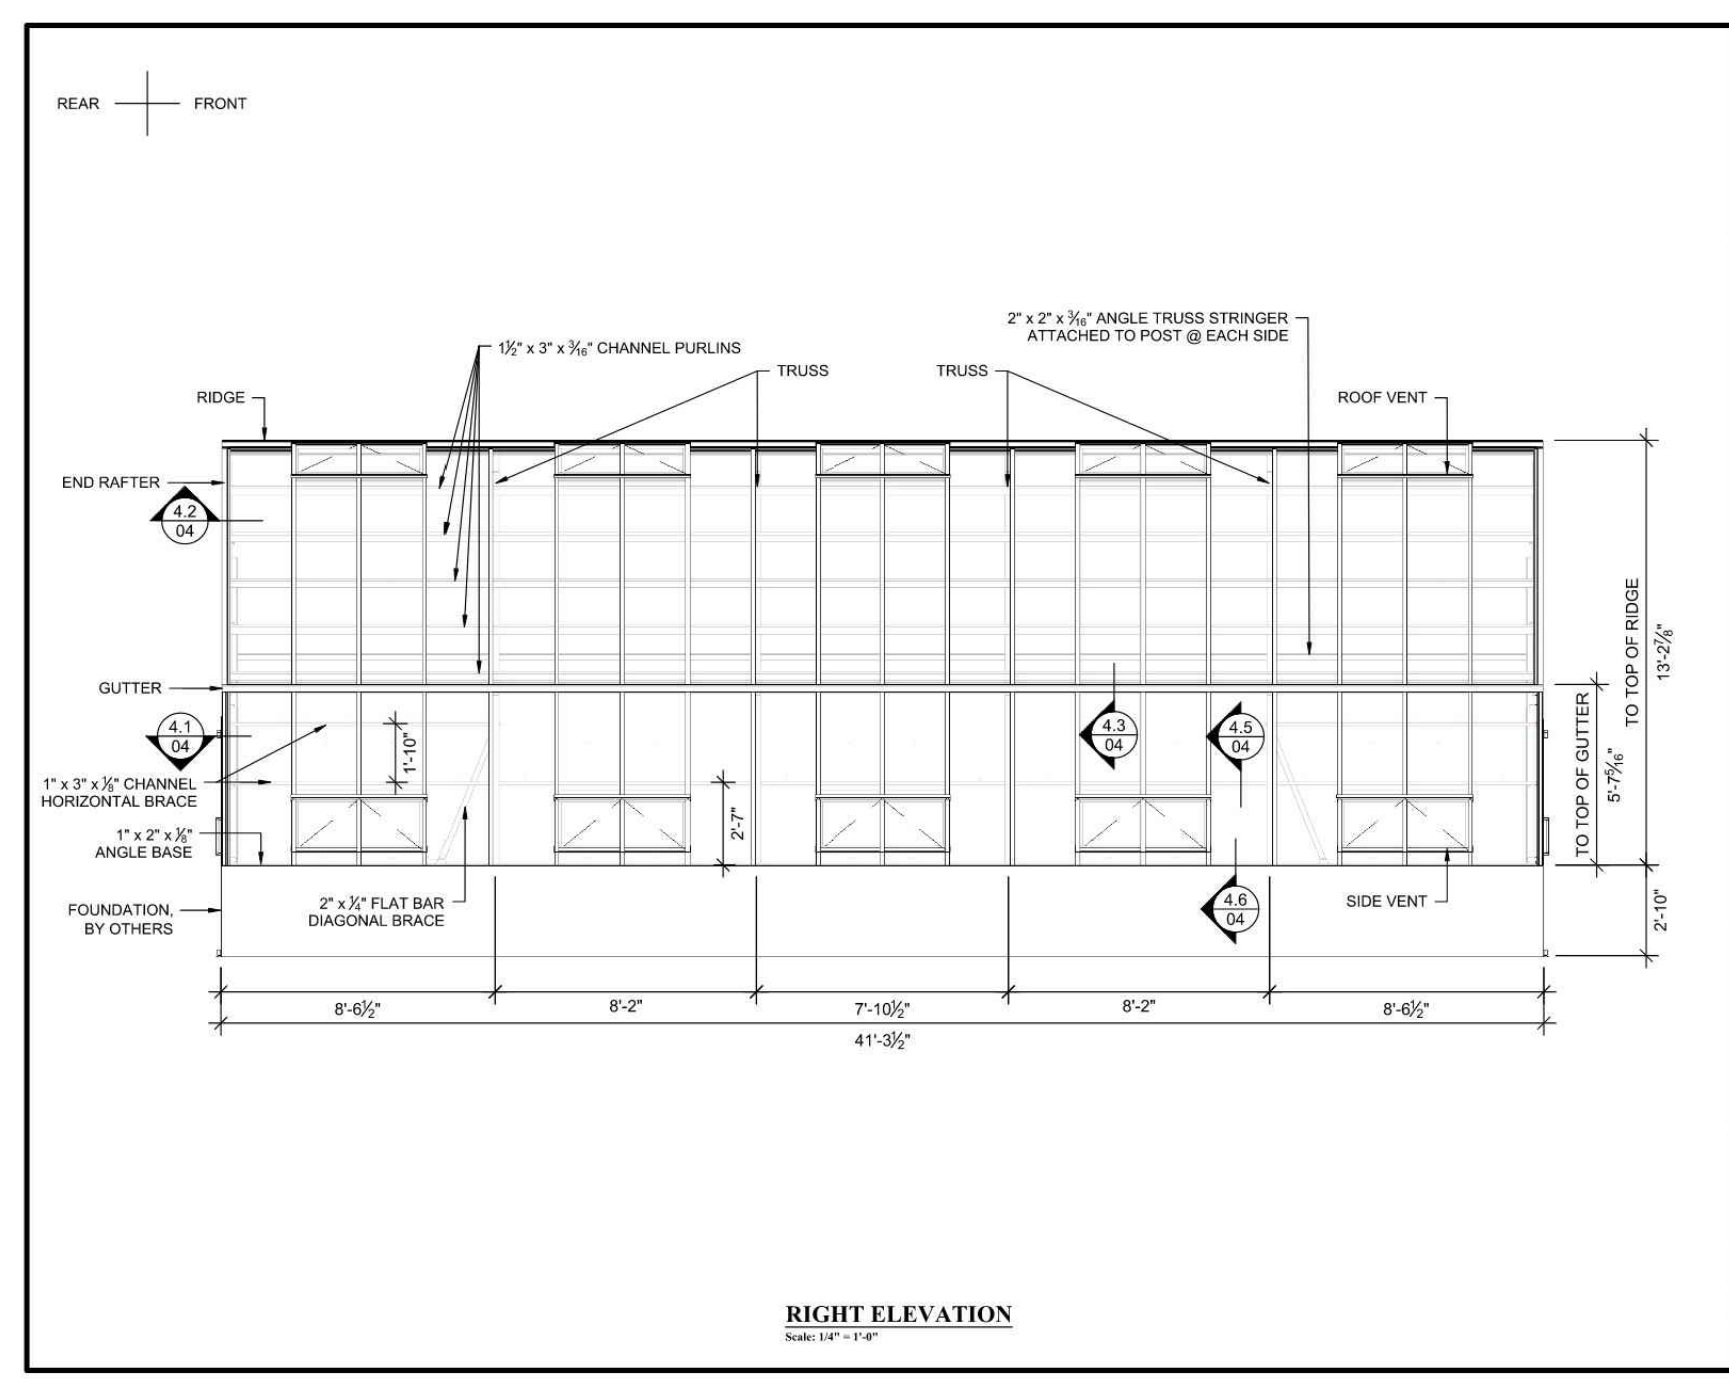 REAR FRONT
2" x 2" x 3⁄16" ANGLE TRUSS STRINGER
ATTACHED TO POST @ EACH SIDE
1½" x 3" x 3⁄16" CHANNEL PURLINS
TRUSS
TRUSS
RIDGE
ROOF VENT
END RAFTER
4.2
04
TO TOP OF RIDGE
13'-2⅞"
GUTTER
4.1
04
1'-10"
4.3
04
4.5
04
TO TOP OF GUTTER
5'-7 5⁄16"
1" x 3" x ⅛" CHANNEL
HORIZONTAL BRACE
1" x 2" x ⅛"
ANGLE BASE
2'-7"
2" x ¼" FLAT BAR
DIAGONAL BRACE
4.6
04
SIDE VENT
FOUNDATION,
BY OTHERS
2'-10"
8'-6½"
8'-2"
7'-10½"
8'-2"
8'-6½"
41'-3½"
RIGHT ELEVATION
Scale: 1/4" = 1'-0"